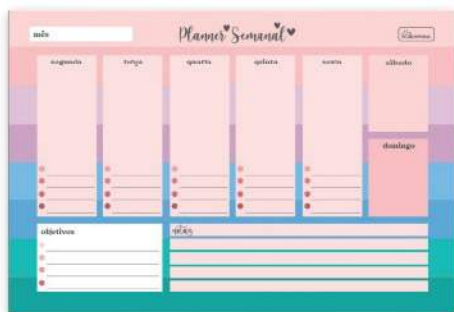 mês
Planner Semanal
segunda terça quarta quinta sexta sábado
domingo
objetivos
notas